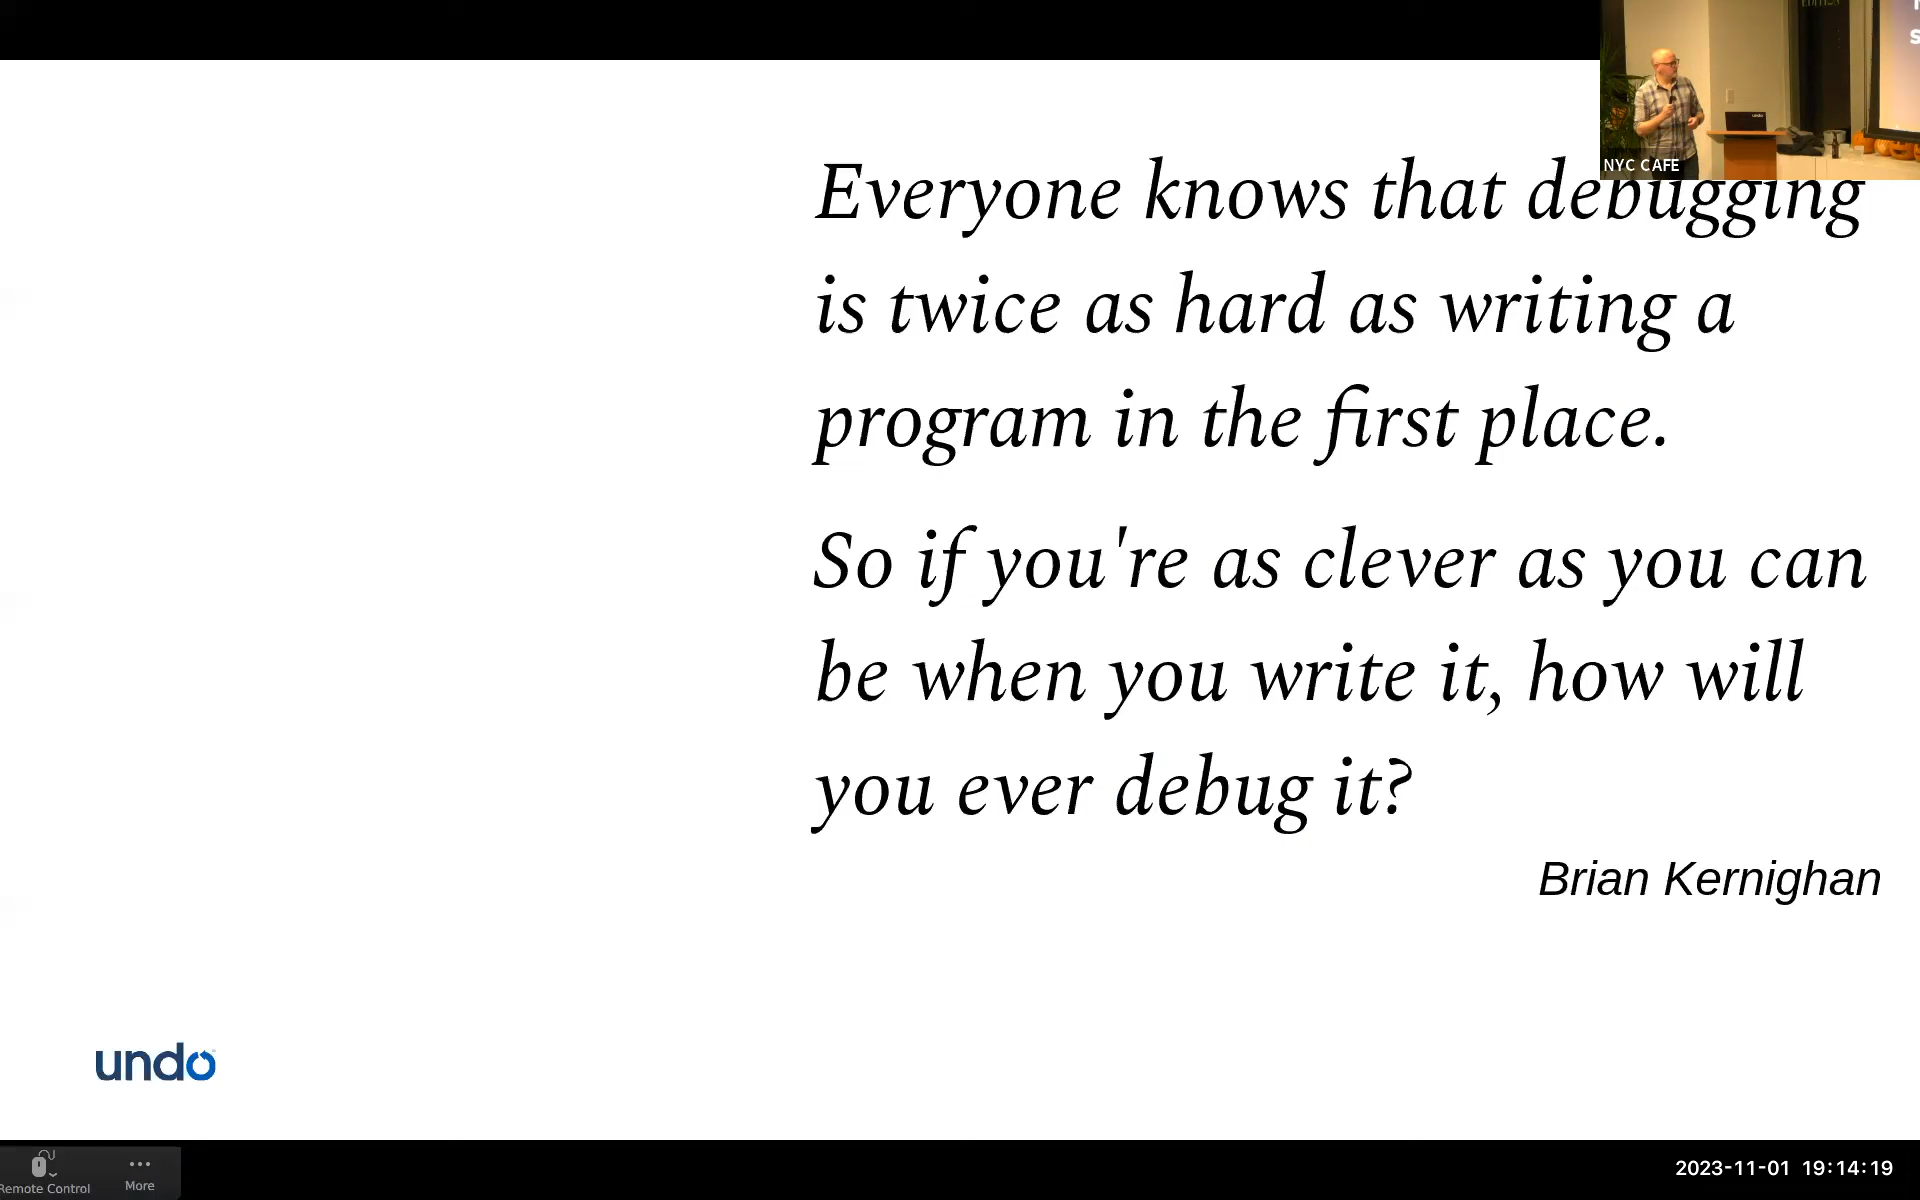 NYC CAFE
Everyone knows that debugging
is twice as hard as writing a
program in the first place.
So if you're as clever as you can
be when you write it, how will
you ever debug it?
Brian Kernighan
undo
Remote Control
More
2023-11-01 19:14:19